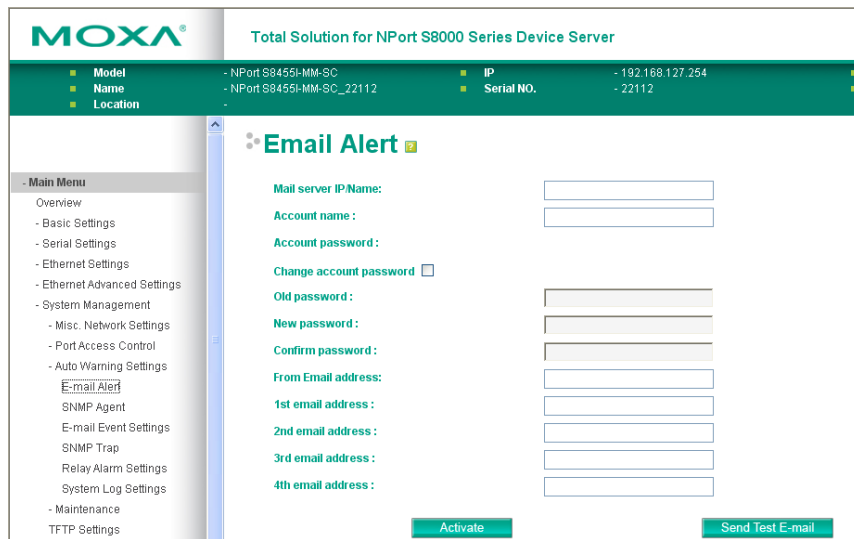 MOXA®
Total Solution for NPort S8000 Series Device Server
Model - NPort S8455I-MM-SC IP - 192.168.127.254
Name - NPort S8455I-MM-SC_22112 Serial NO. - 22112
Location -
- Main Menu
Overview
- Basic Settings
- Serial Settings
- Ethernet Settings
- Ethernet Advanced Settings
- System Management
- Misc. Network Settings
- Port Access Control
- Auto Warning Settings
E-mail Alert
SNMP Agent
E-mail Event Settings
SNMP Trap
Relay Alarm Settings
System Log Settings
- Maintenance
TFTP Settings
Email Alert ?
Mail server IP/Name:
Account name :
Account password :
Change account password
Old password :
New password :
Confirm password :
From Email address:
1st email address :
2nd email address :
3rd email address :
4th email address :
Activate Send Test E-mail